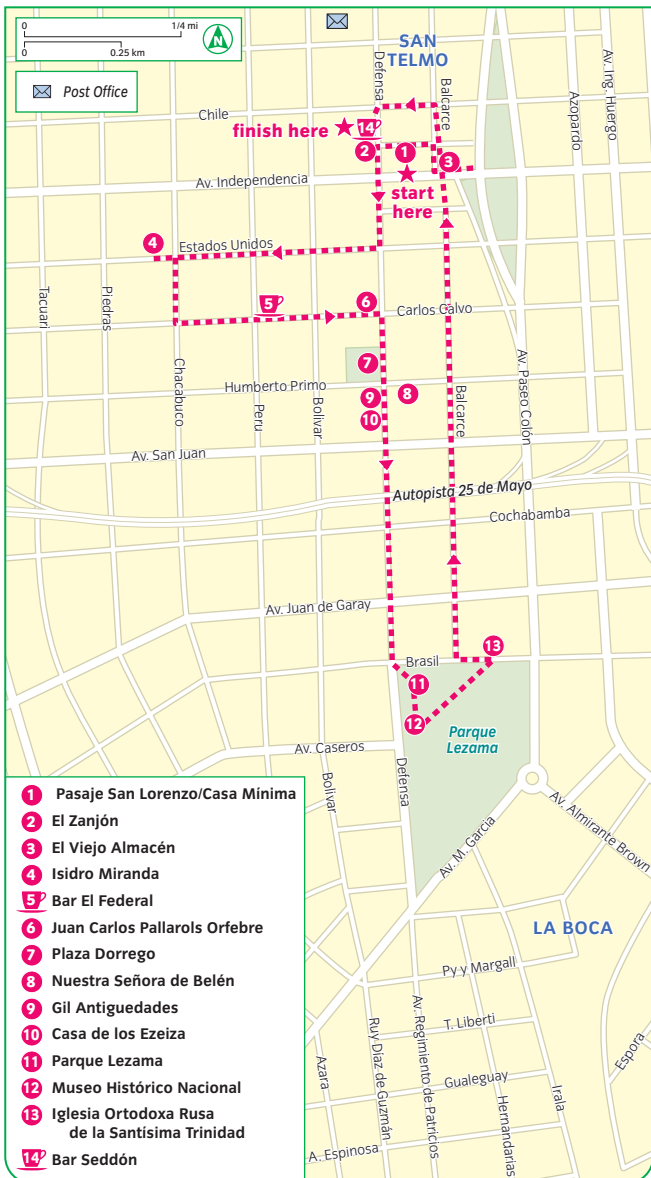 0 1/4 mi
0 0.25 km
N
Post Office
SAN
TELMO
Defensa
Balcarce
Av. Ing. Huergo
Azopardo
Chile
finish here
14
2
1
3
Av. Independencia
start
here
4
Estados Unidos
Tacuari
Piedras
5
6
Carlos Calvo
Chacabuco
Peru
Bolivar
7
Humberto Primo
9
8
10
Balcarce
Av. Paseo Colón
Av. San Juan
Autopista 25 de Mayo
Cochabamba
Av. Juan de Garay
Brasil
13
11
12
Parque
Lezama
Av. Caseros
Bolivar
Defensa
Av. M. Garcia
Av. Almirante Brown
LA BOCA
Py y Margall
T. Liberti
Gualeguay
Azara
Ruy Díaz de Guzmán
Av. Regimiento de Patricios
Hernandarias
Irala
Espora
A. Espinosa
1 Pasaje San Lorenzo/Casa Mínima
2 El Zanjón
3 El Viejo Almacén
4 Isidro Miranda
5 Bar El Federal
6 Juan Carlos Pallarols Orfebre
7 Plaza Dorrego
8 Nuestra Señora de Belén
9 Gil Antiguedades
10 Casa de los Ezeiza
11 Parque Lezama
12 Museo Histórico Nacional
13 Iglesia Ortodoxa Rusa
de la Santísima Trinidad
14 Bar Seddón